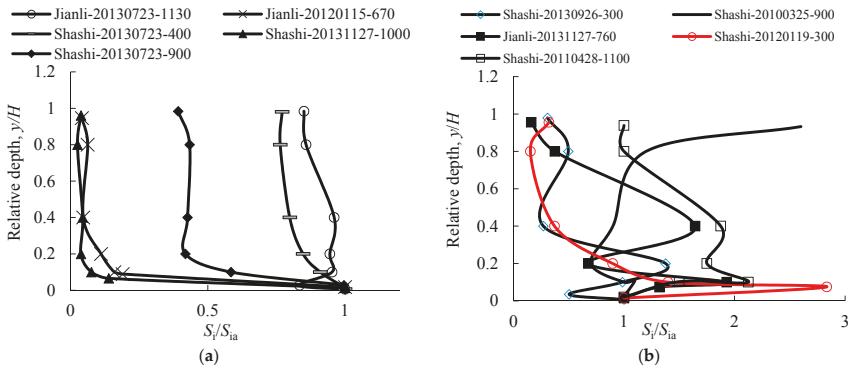 Jianli-20130723-1130
Jianli-20120115-670
Shashi-20130723-400
Shashi-20131127-1000
Shashi-20130723-900
1.2
1
0.8
0.6
0.4
0.2
0
Relative depth, y/H
0
0.5
1
Si/Sia
(a)
Shashi-20130926-300
Shashi-20100325-900
Jianli-20131127-760
Shashi-20120119-300
Shashi-20110428-1100
1.2
1
0.8
0.6
0.4
0.2
0
Relative depth, y/H
0
1
2
3
Si/Sia
(b)